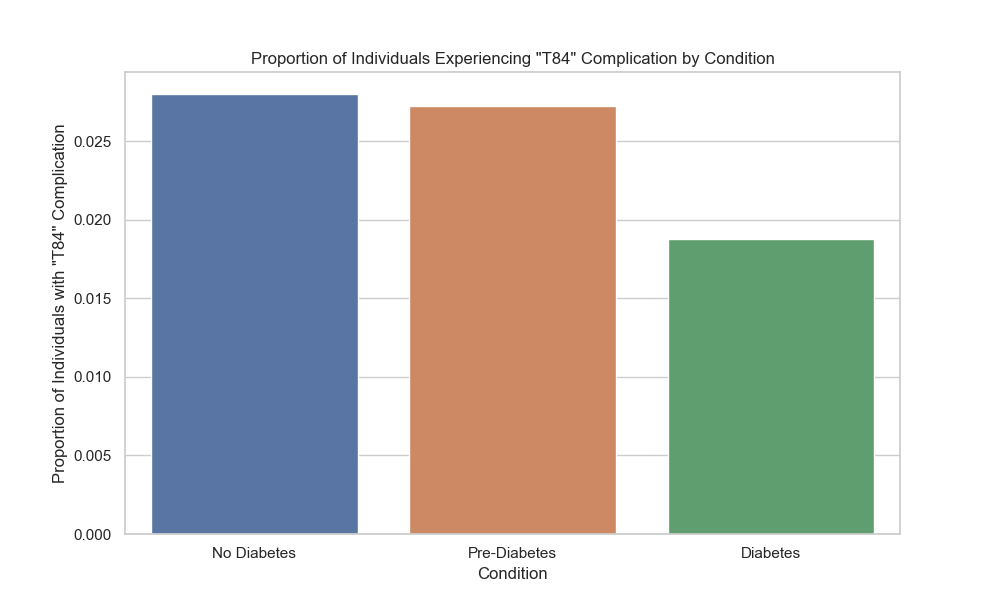 Proportion of Individuals Experiencing "T84" Complication by Condition
Proportion of Individuals with "T84" Complication
0.025
0.020
0.015
0.010
0.005
0.000
No Diabetes
Pre-Diabetes
Diabetes
Condition